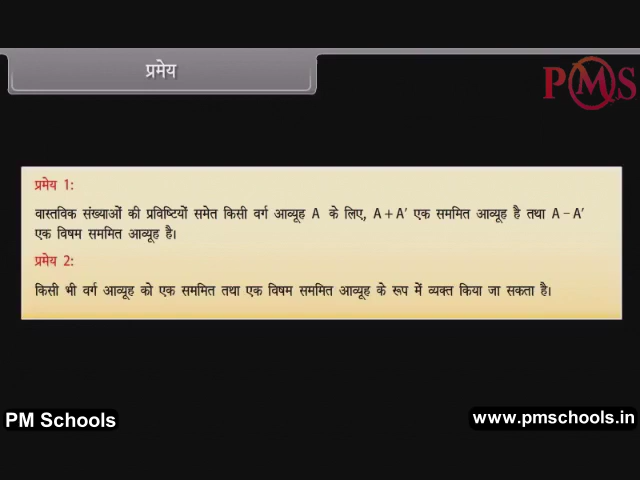 प्रमेय
PMS
प्रमेय 1:
वास्तविक संख्याओं की प्रविष्टियों समेत किसी वर्ग आव्यूह A के लिए, A + A′ एक सममित आव्यूह है तथा A – A′
एक विषम सममित आव्यूह है।
प्रमेय 2:
किसी भी वर्ग आव्यूह को एक सममित तथा एक विषम सममित आव्यूह के रूप में व्यक्त किया जा सकता है।
PM Schools
www.pmschools.in